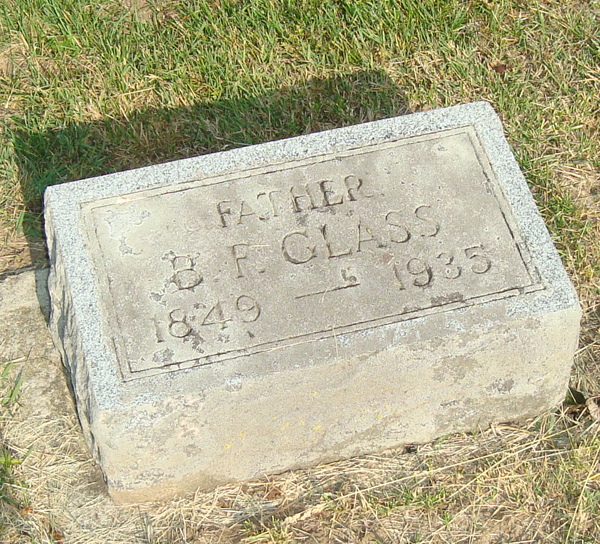 FATHER
B. F. GLASS
1849 — 1935